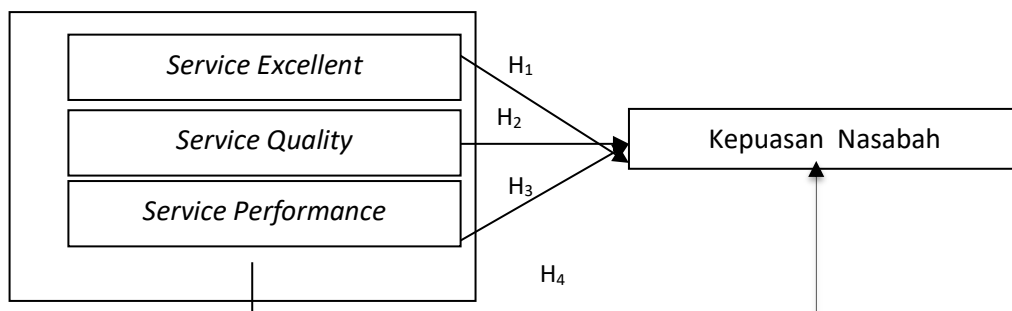 Service Excellent
H₁
H₂
Service Quality
Kepuasan Nasabah
H₃
Service Performance
H₄